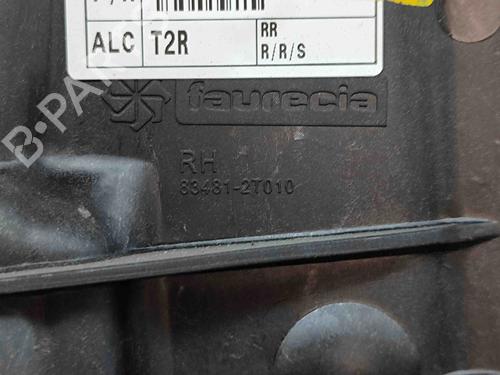 ALC T2R RR
R/R/S
faurecia
RH
83481-2T010
B-PARTS